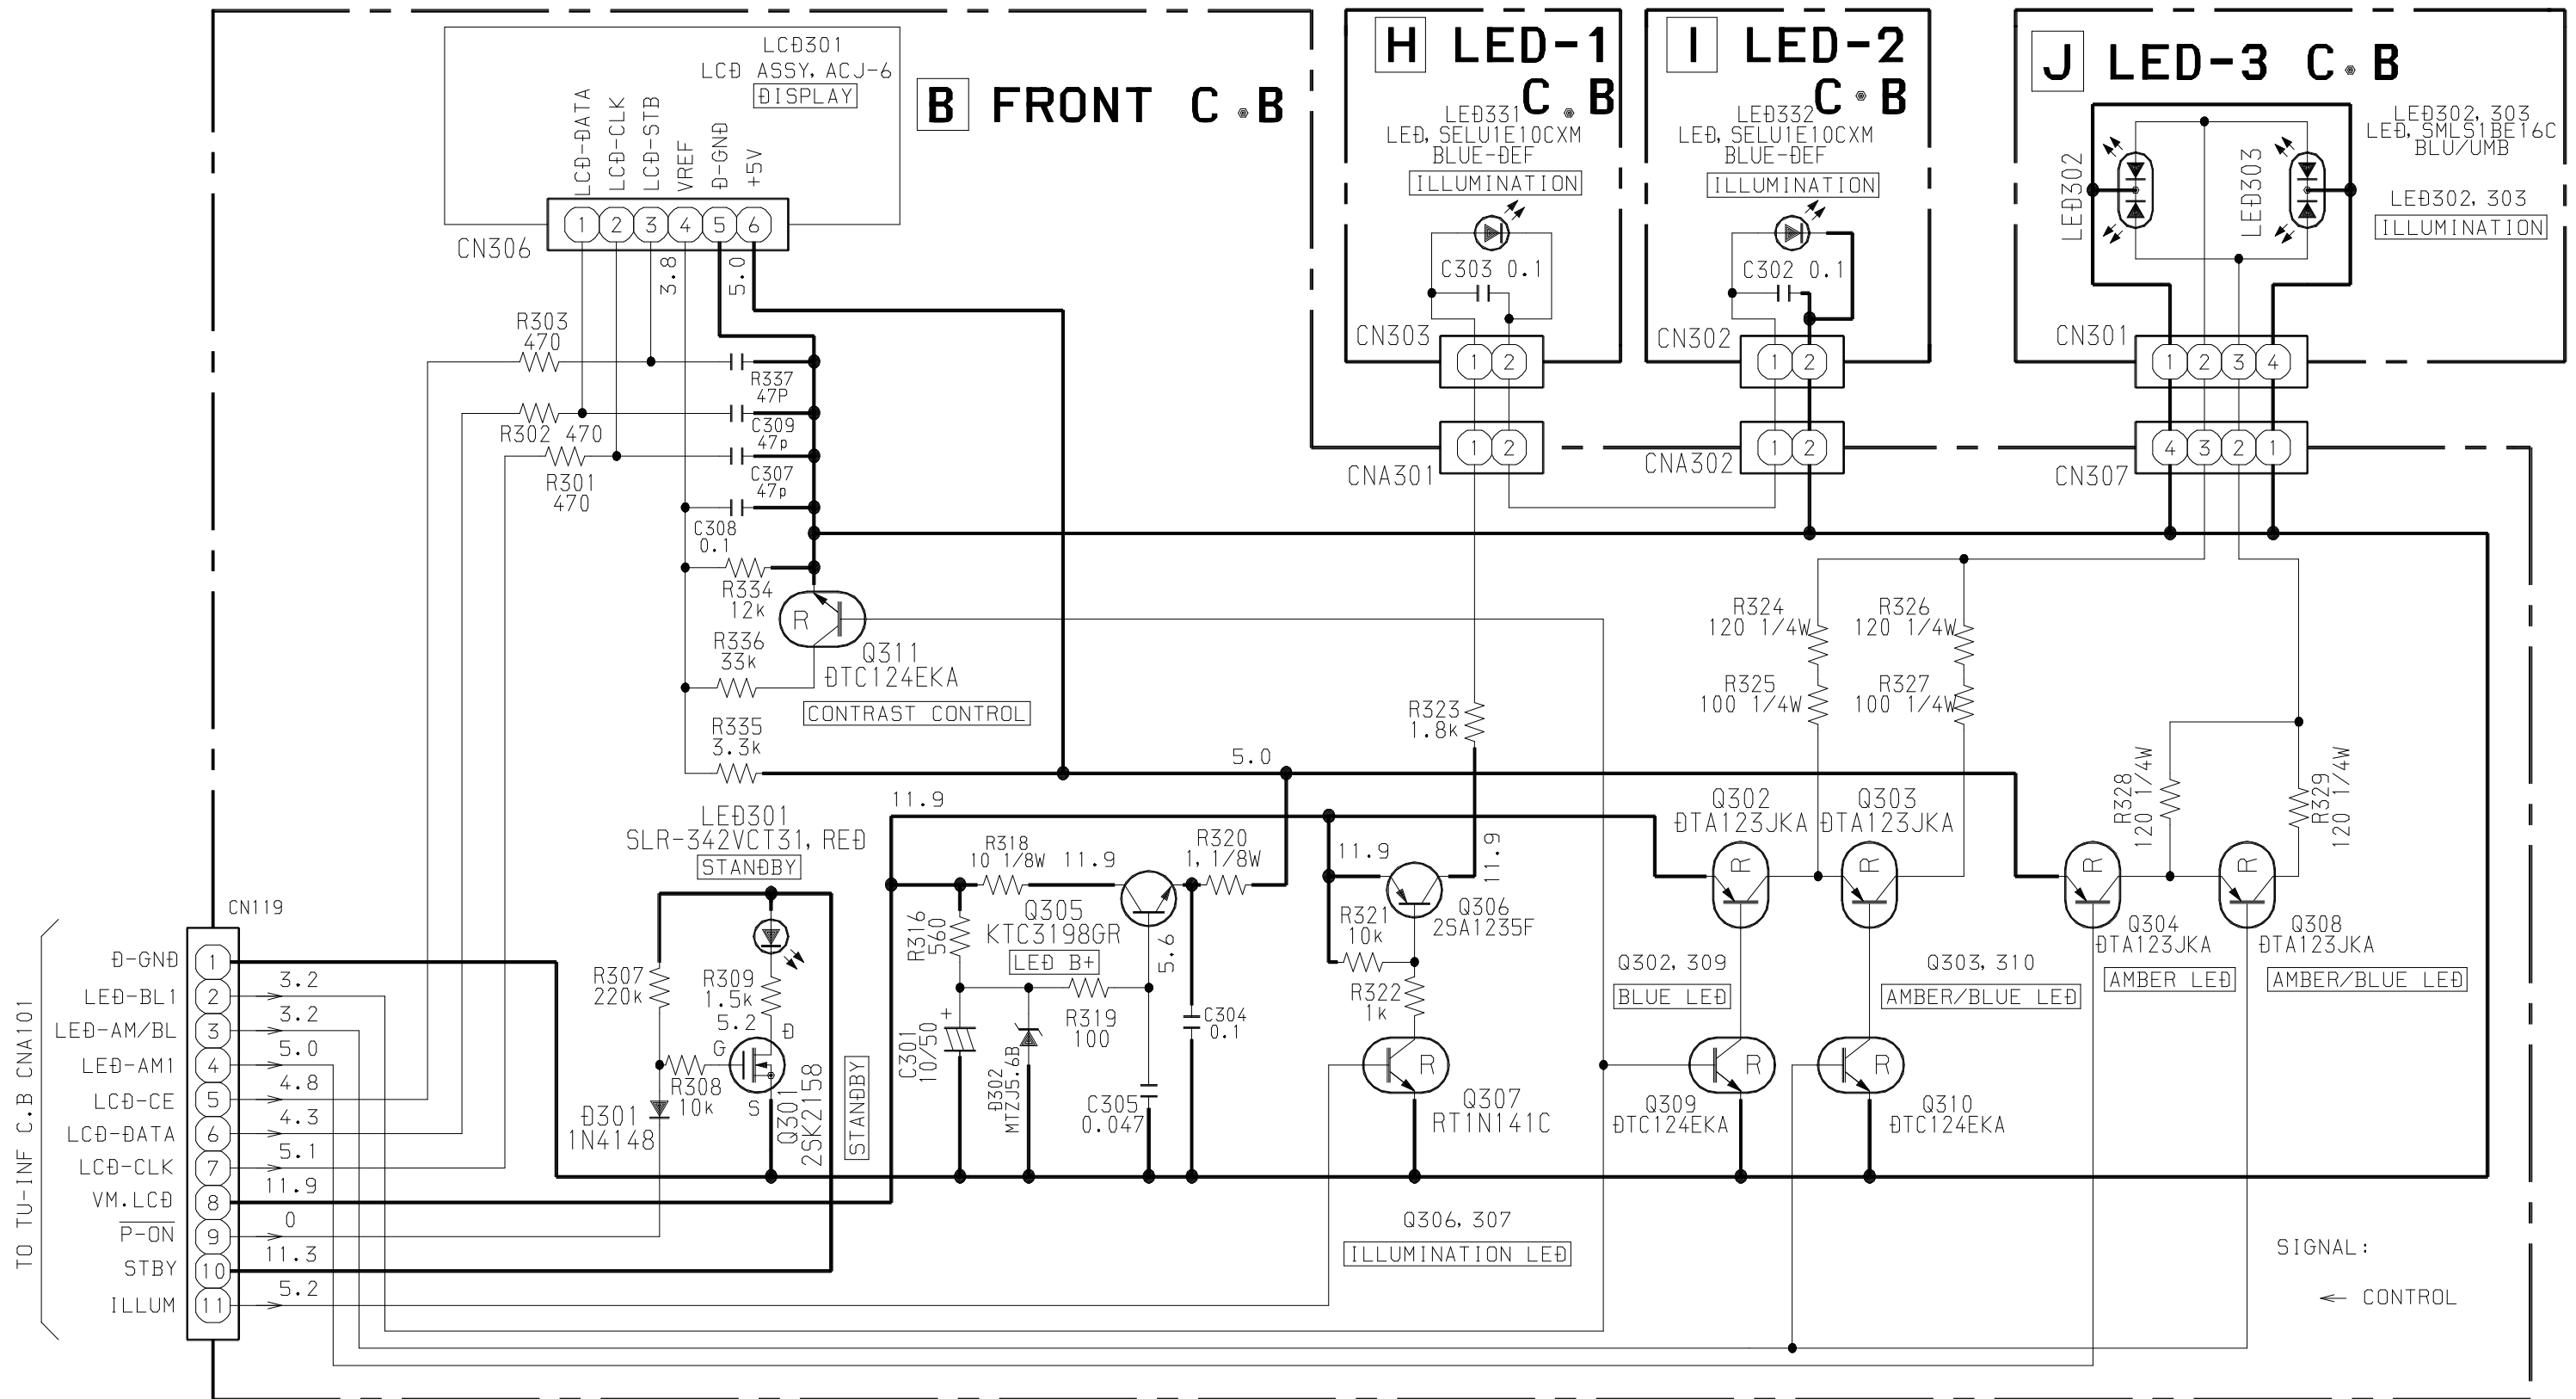 LCD301
LCD ASSY, ACJ-6
DISPLAY
B FRONT C.B
H LED-1
C.B
LED331
LED, SELU1E10CXM
BLUE-DEF
ILLUMINATION
I LED-2
C.B
LED332
LED, SELU1E10CXM
BLUE-DEF
ILLUMINATION
J LED-3 C.B
LED302, 303
LED, SMLS1BE16C
BLU/UMB
LED302, 303
ILLUMINATION
LED302
LED303
LCD-DATA
LCD-CLK
LCD-STB
VREF
D-GND
+5V
1 2 3 4 5 6
CN306
3.8
5.0
C303 0.1
C302 0.1
CN303
1 2
CN302
1 2
CN301
1 2 3 4
CNA301
1 2
CNA302
1 2
CN307
4 3 2 1
R303
470
R337
47P
R302 470
C309
47p
R301
470
C307
47p
C308
0.1
R334
12k
R336
33k
R
Q311
DTC124EKA
CONTRAST CONTROL
R335
3.3k
R323
1.8k
R324
120 1/4W
R326
120 1/4W
R325
100 1/4W
R327
100 1/4W
5.0
R328
120 1/4W
R329
120 1/4W
11.9
LED301
SLR-342VCT31, RED
STANDBY
R318
10 1/8W
11.9
R320
1, 1/8W
11.9
11.9
Q302
DTA123JKA
Q303
DTA123JKA
R
R
R
R
R316
560
Q305
KTC3198GR
LED B+
5.6
R321
10k
Q306
2SA1235F
Q304
DTA123JKA
AMBER LED
Q308
DTA123JKA
AMBER/BLUE LED
Q302, 309
BLUE LED
Q303, 310
AMBER/BLUE LED
R307
220k
R309
1.5k
5.2
D
G
S
R308
10k
D301
1N4148
Q301
2SK2158
STANDBY
C301
+
10/50
D302
MTZJ5.6B
R319
100
C304
0.1
C305
0.047
R322
1k
R
Q307
RT1N141C
R
Q309
DTC124EKA
R
Q310
DTC124EKA
Q306, 307
ILLUMINATION LED
CN119
TO TU-INF C.B CNA101
D-GND 1
LED-BL1 2 3.2
LED-AM/BL 3 3.2
LED-AM1 4 5.0
LCD-CE 5 4.8
LCD-DATA 6 4.3
LCD-CLK 7 5.1
VM.LCD 8 11.9
P-ON 9 0
STBY 10 11.3
ILLUM 11 5.2
SIGNAL:
← CONTROL